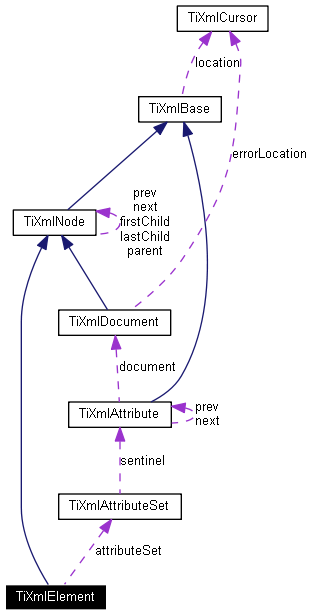 TiXmlCursor
location
TiXmlBase
errorLocation
prev
next
firstChild
lastChild
parent
TiXmlNode
TiXmlDocument
document
TiXmlAttribute
prev
next
sentinel
TiXmlAttributeSet
attributeSet
TiXmlElement